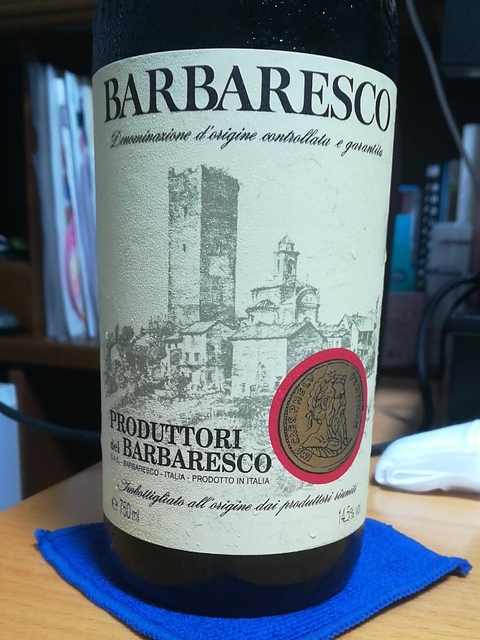 BARBARESCO
Denominazione d'origine controllata e garantita
PRODUTTORI
del BARBARESCO
BARBARESCO - ITALIA - PRODOTTO IN ITALIA
Imbottigliato all'origine dai produttori riuniti
e 750 ml
14,5% vol